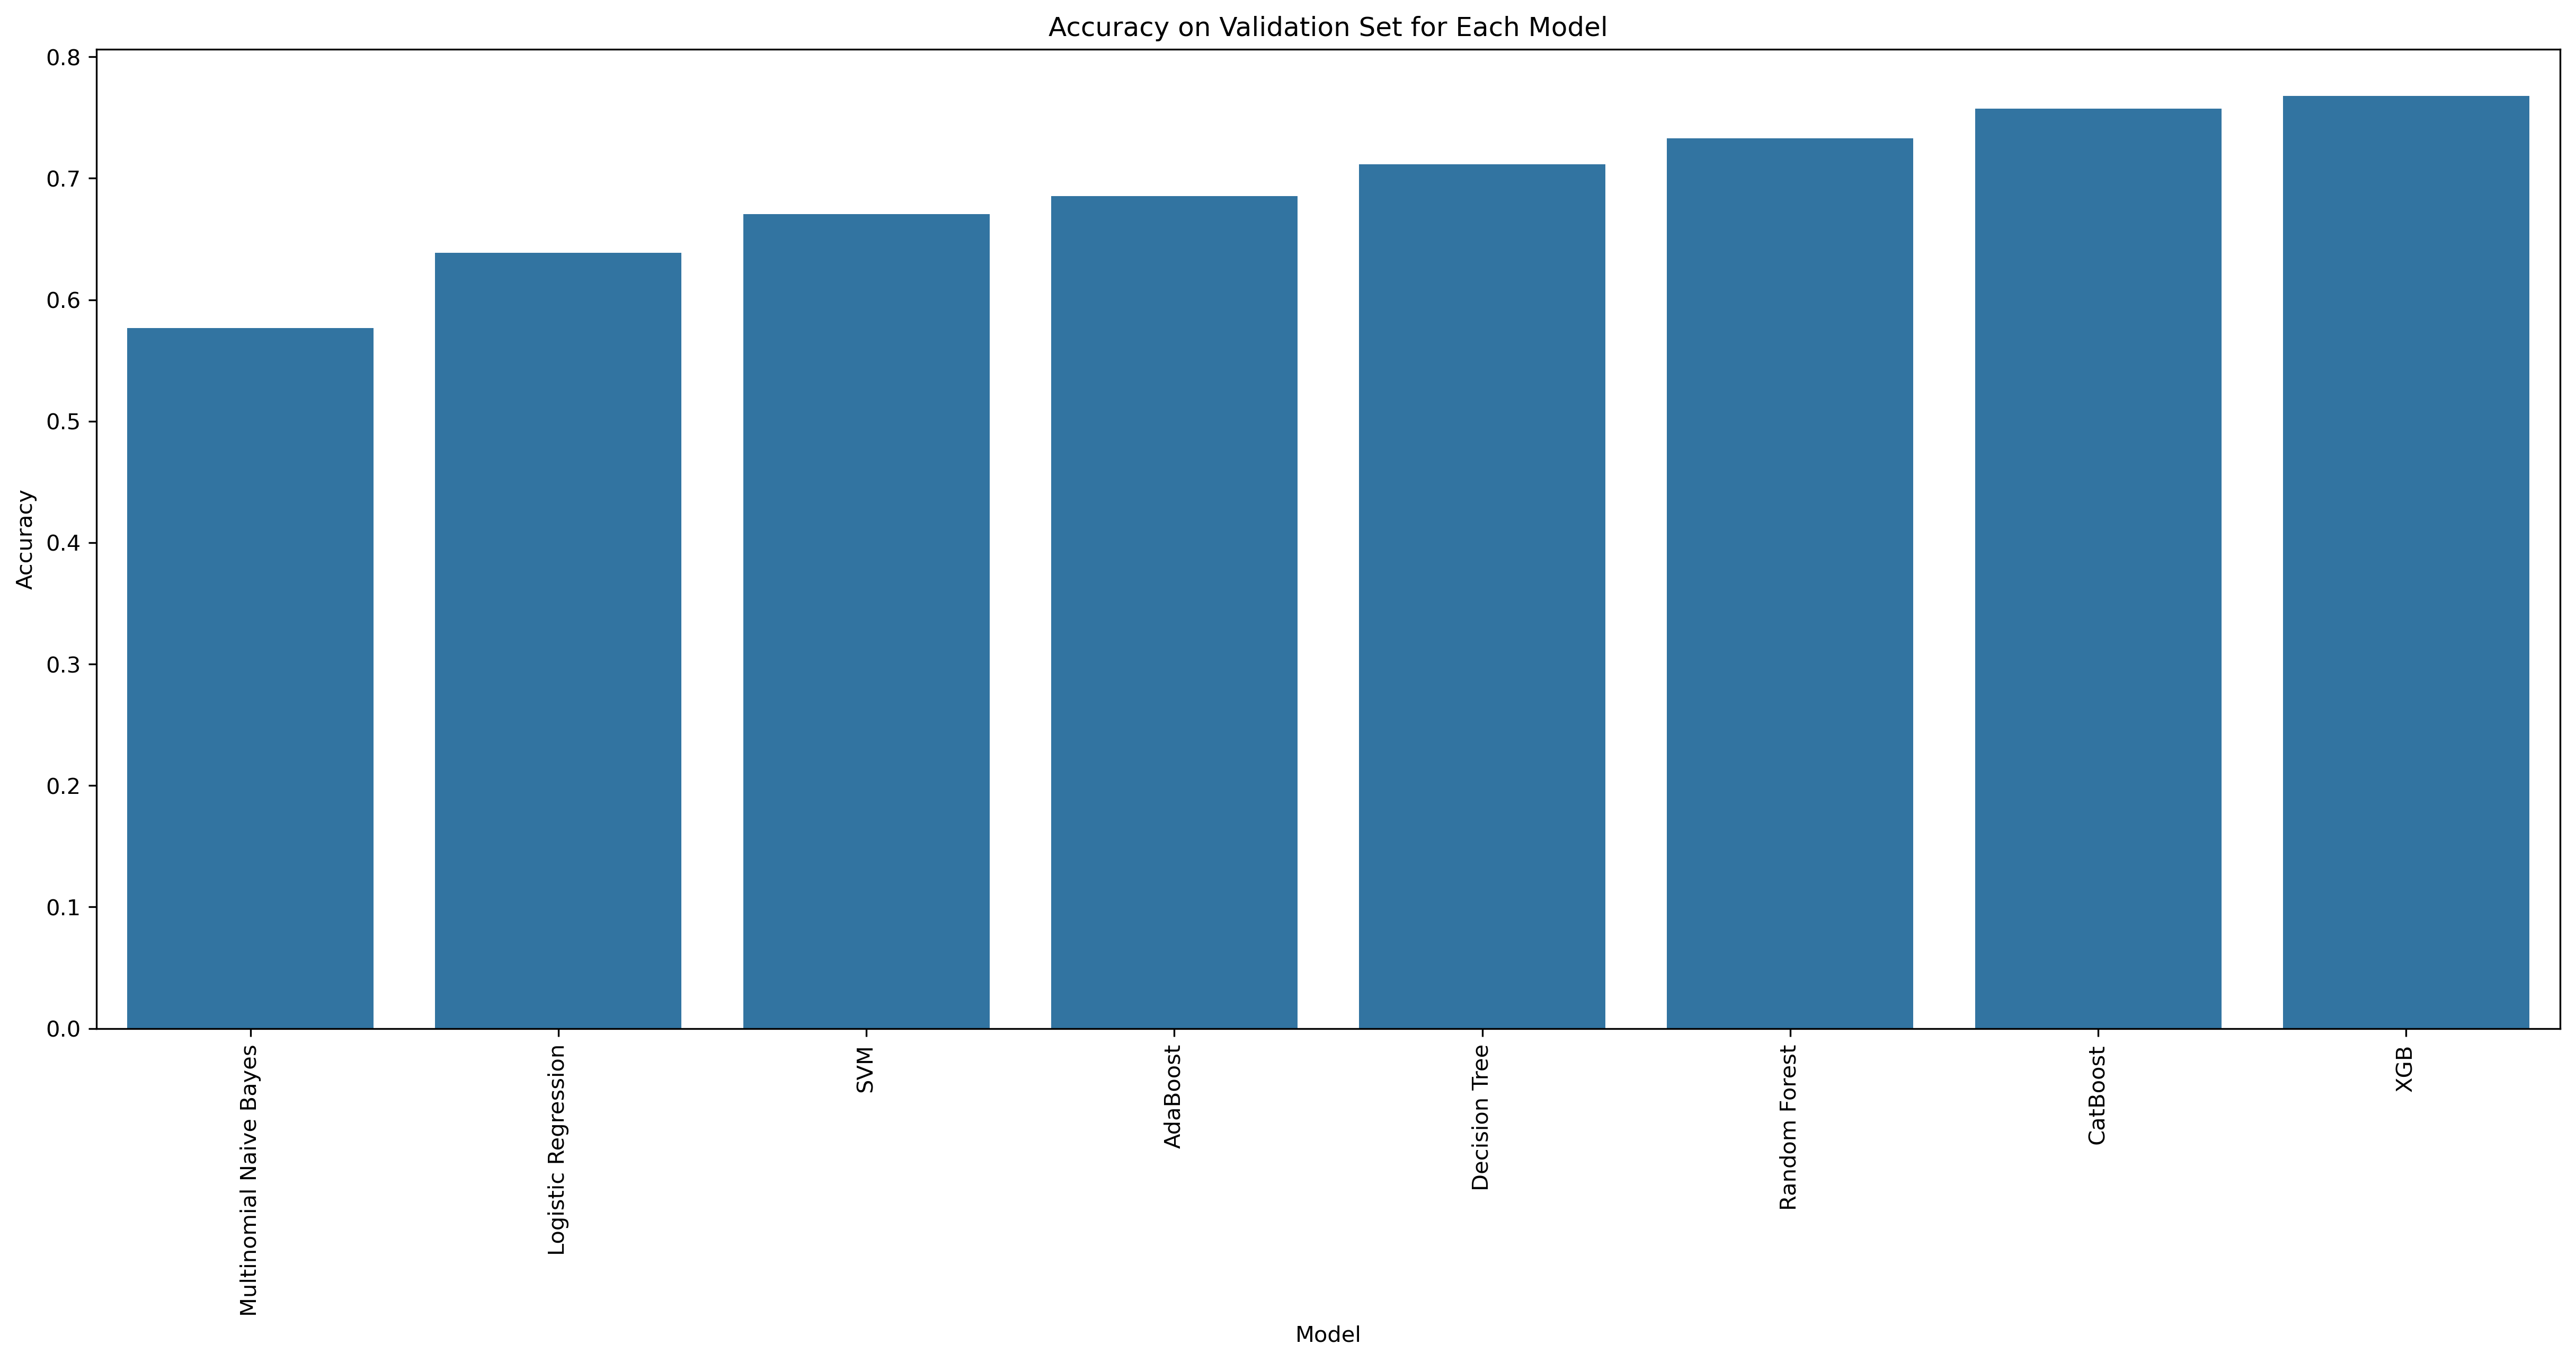 Accuracy on Validation Set for Each Model
Accuracy
0.8
0.7
0.6
0.5
0.4
0.3
0.2
0.1
0.0
Multinomial Naive Bayes
Logistic Regression
SVM
AdaBoost
Decision Tree
Random Forest
CatBoost
XGB
Model